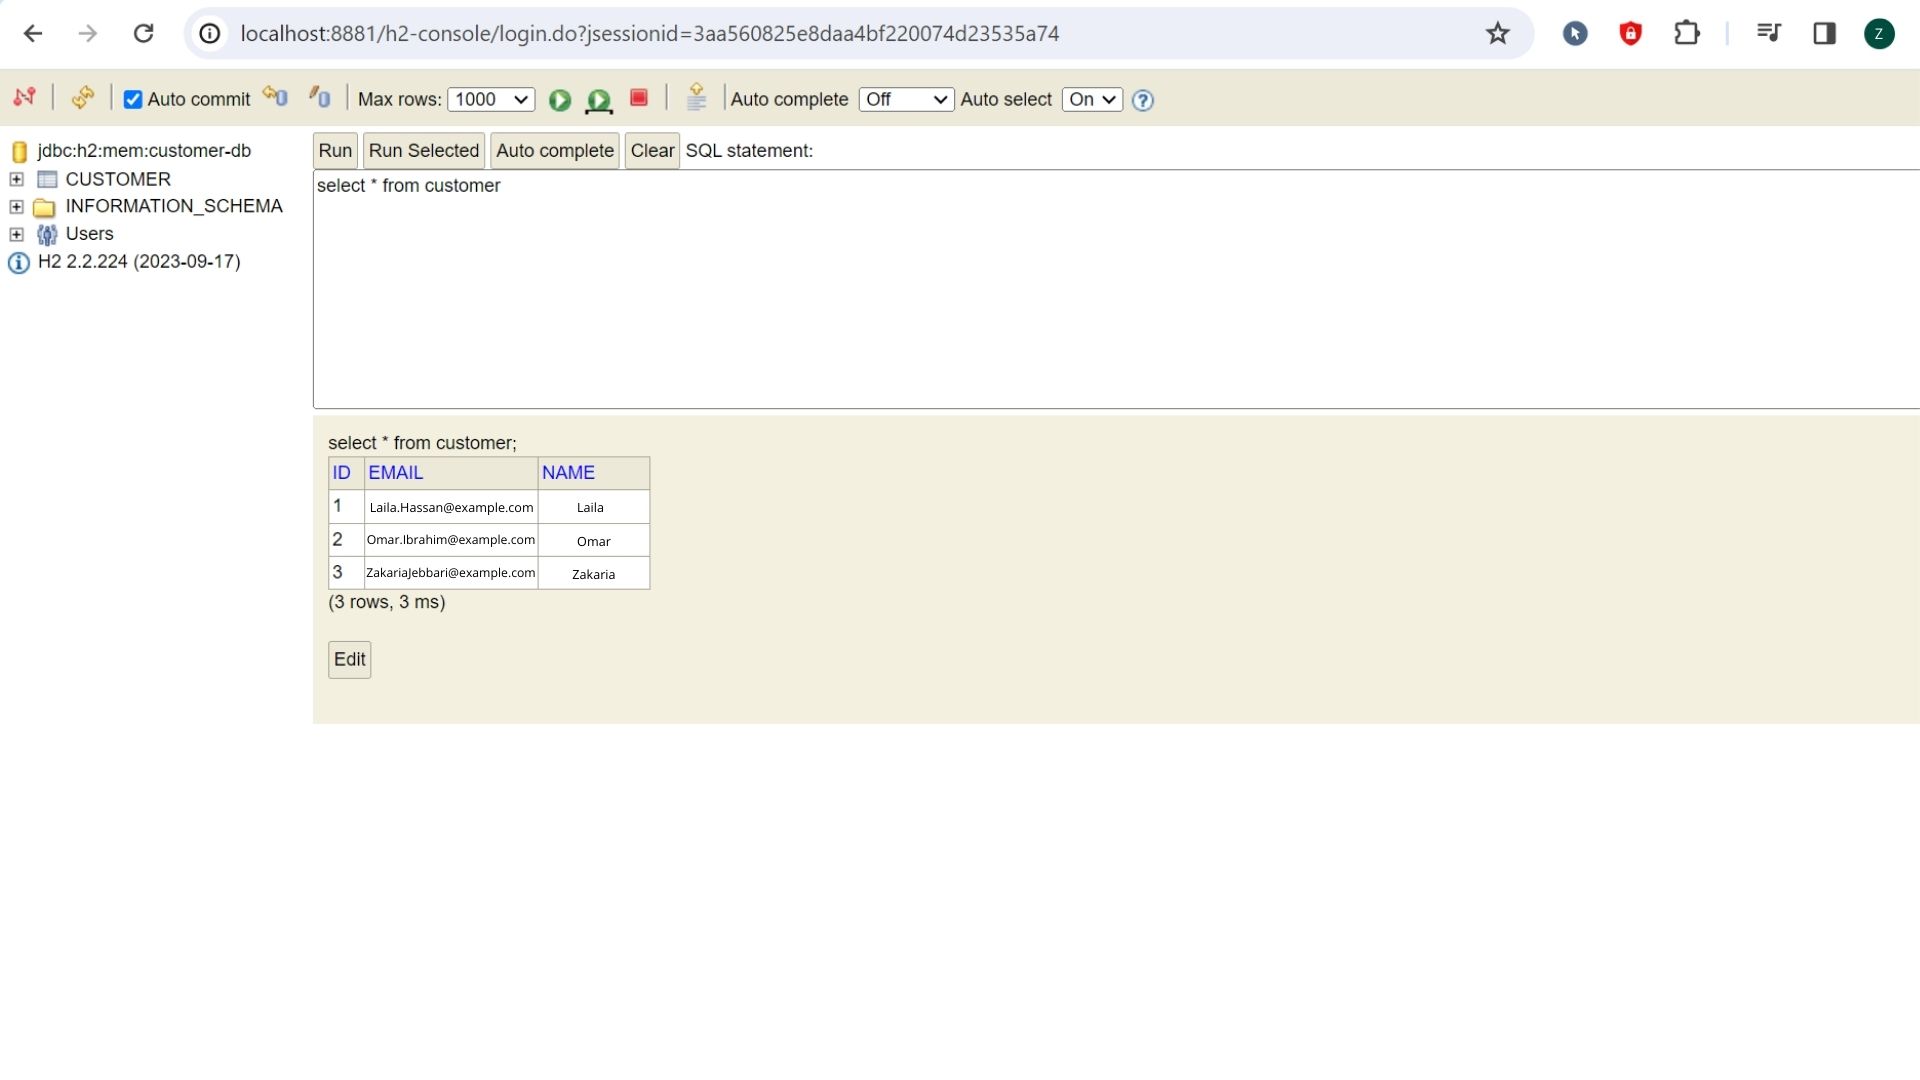 localhost:8881/h2-console/login.do?jsessionid=3aa560825e8daa4bf220074d23535a74
Z
Auto commit Max rows: 1000 Auto complete Off Auto select On ?
jdbc:h2:mem:customer-db
CUSTOMER
INFORMATION_SCHEMA
Users
H2 2.2.224 (2023-09-17)
Run Run Selected Auto complete Clear SQL statement:
select * from customer
select * from customer;
ID EMAIL NAME
1 Laila.Hassan@example.com Laila
2 Omar.Ibrahim@example.com Omar
3 ZakariaJebbari@example.com Zakaria
(3 rows, 3 ms)
Edit